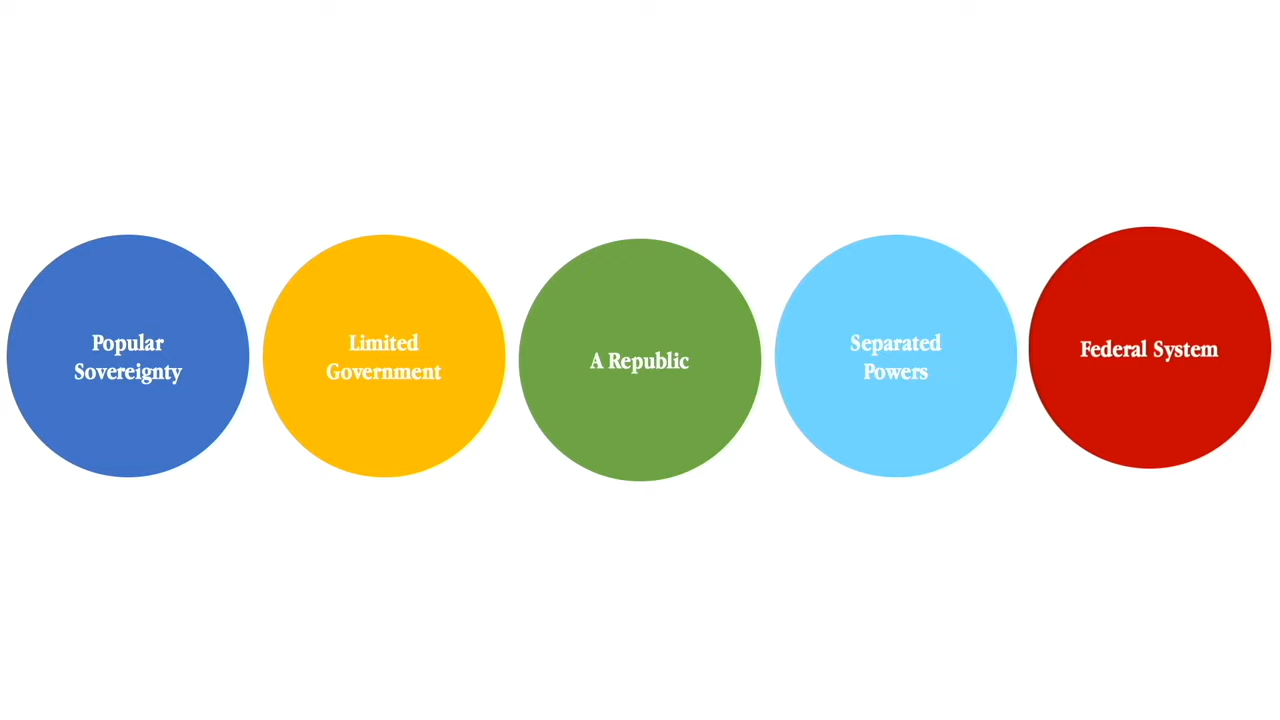 Popular
Sovereignty
Limited
Government
A Republic
Separated
Powers
Federal System